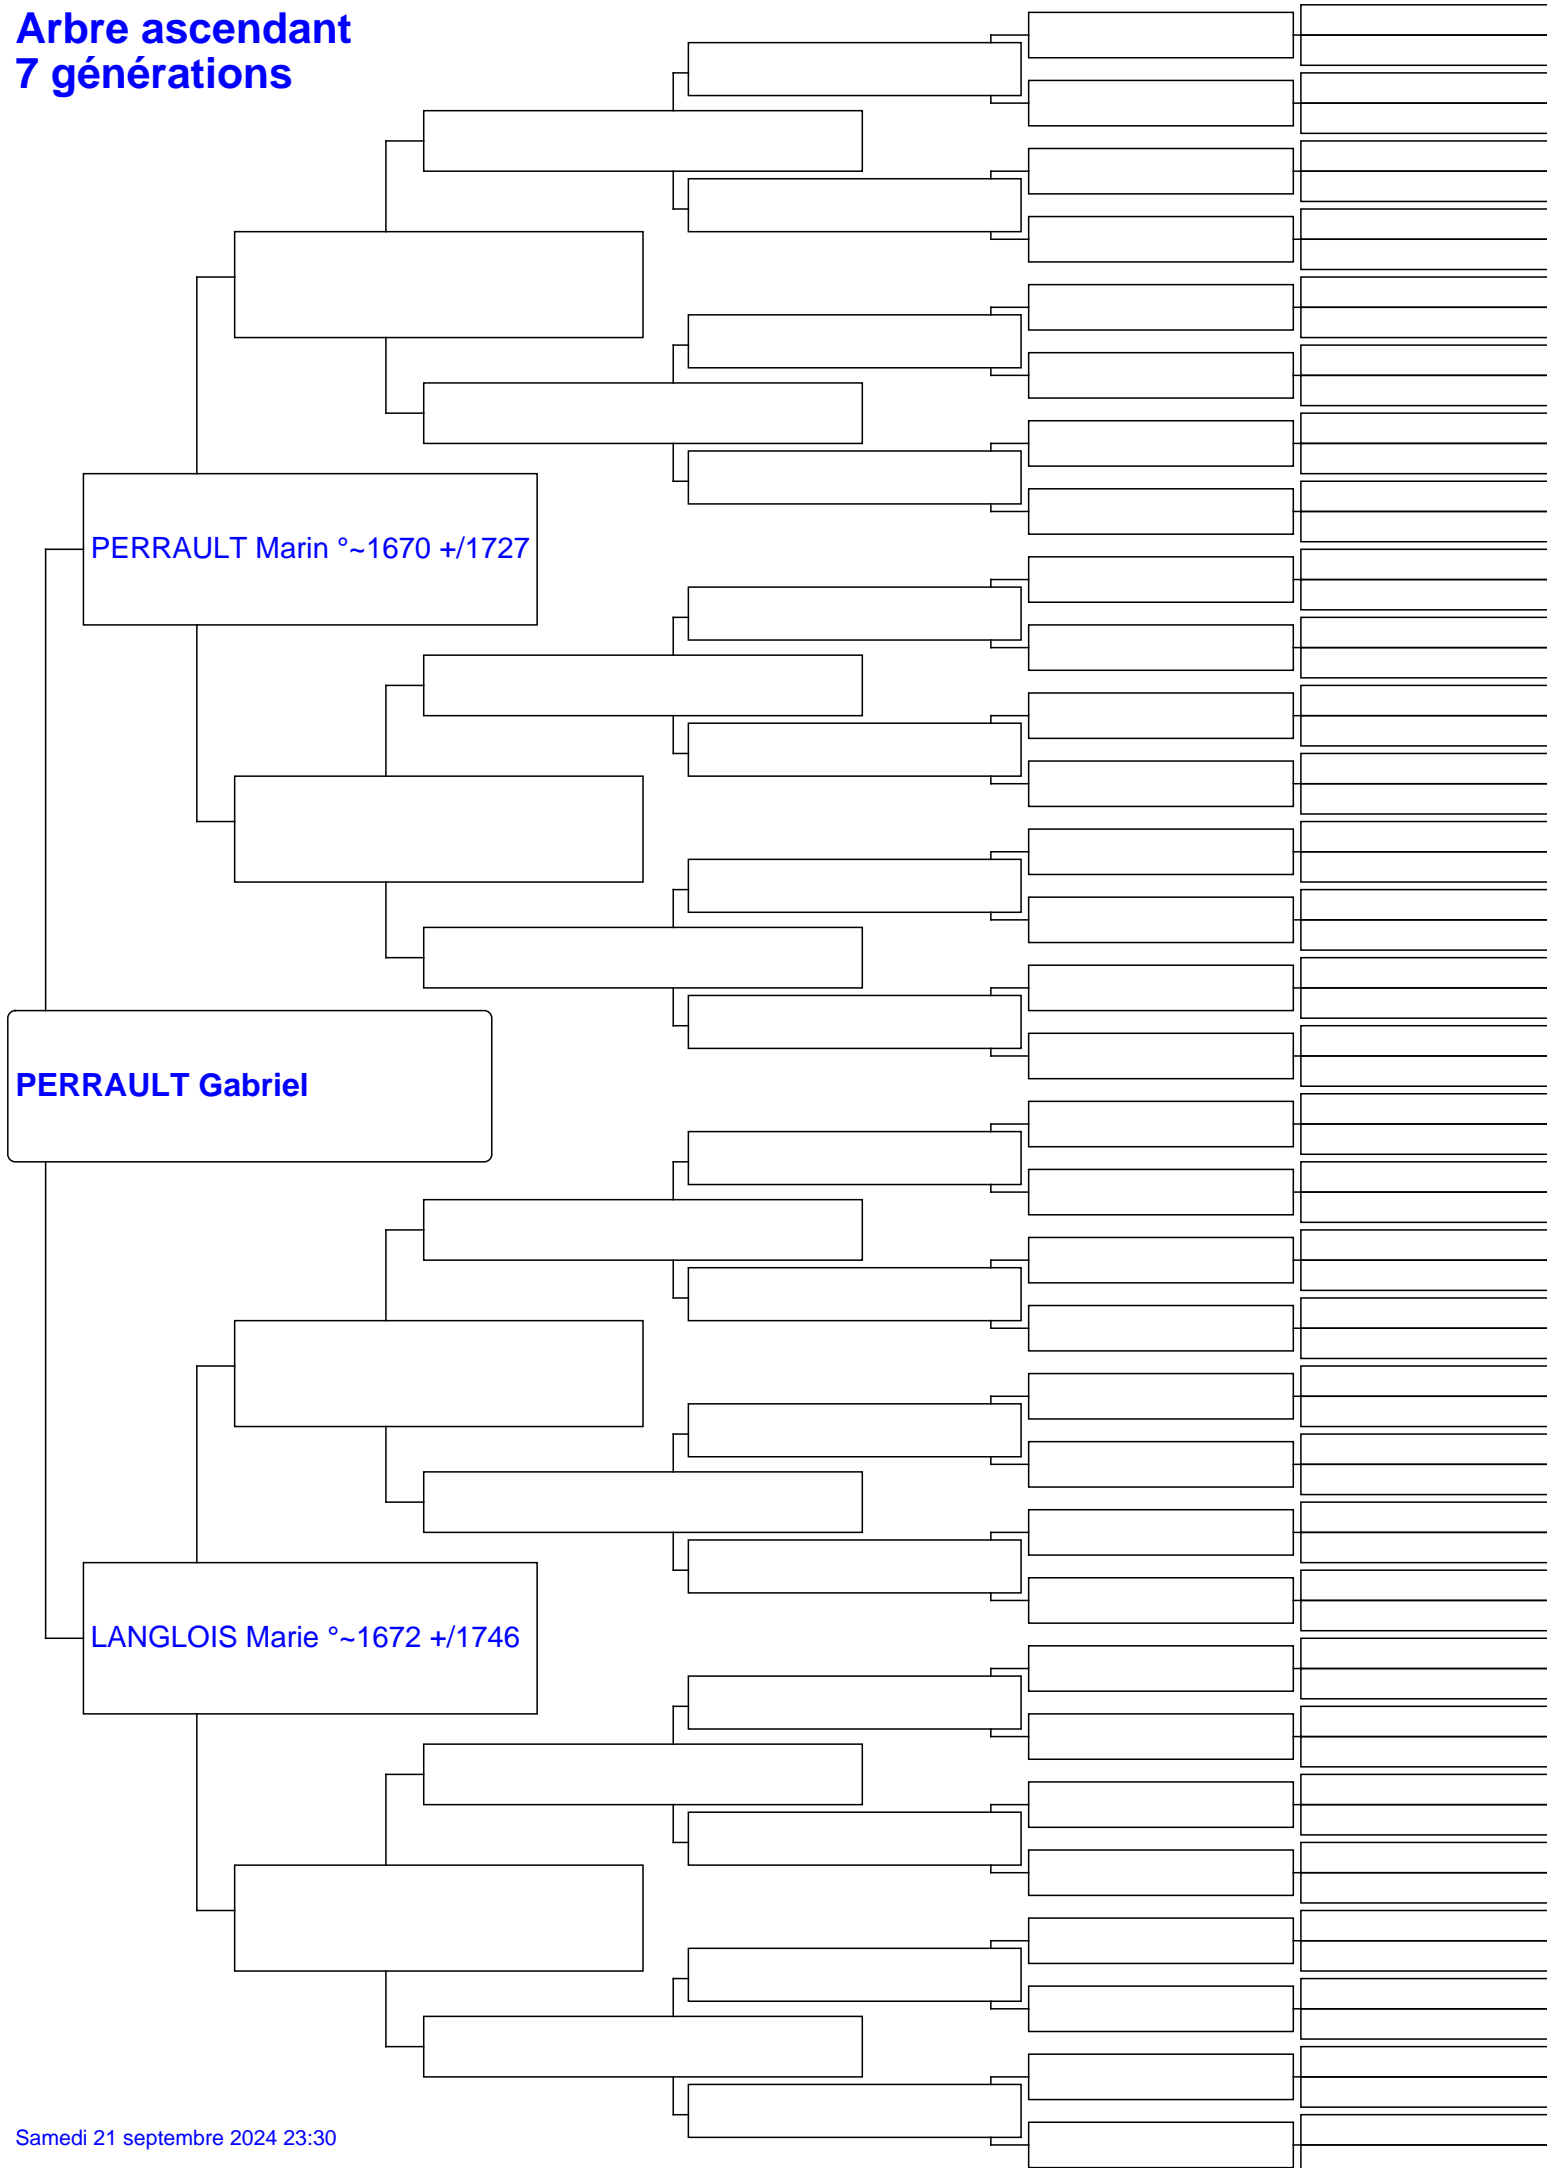 Arbre ascendant
7 générations
PERRAULT Marin °~1670 +/1727
PERRAULT Gabriel
LANGLOIS Marie °~1672 +/1746
Samedi 21 septembre 2024 23:30